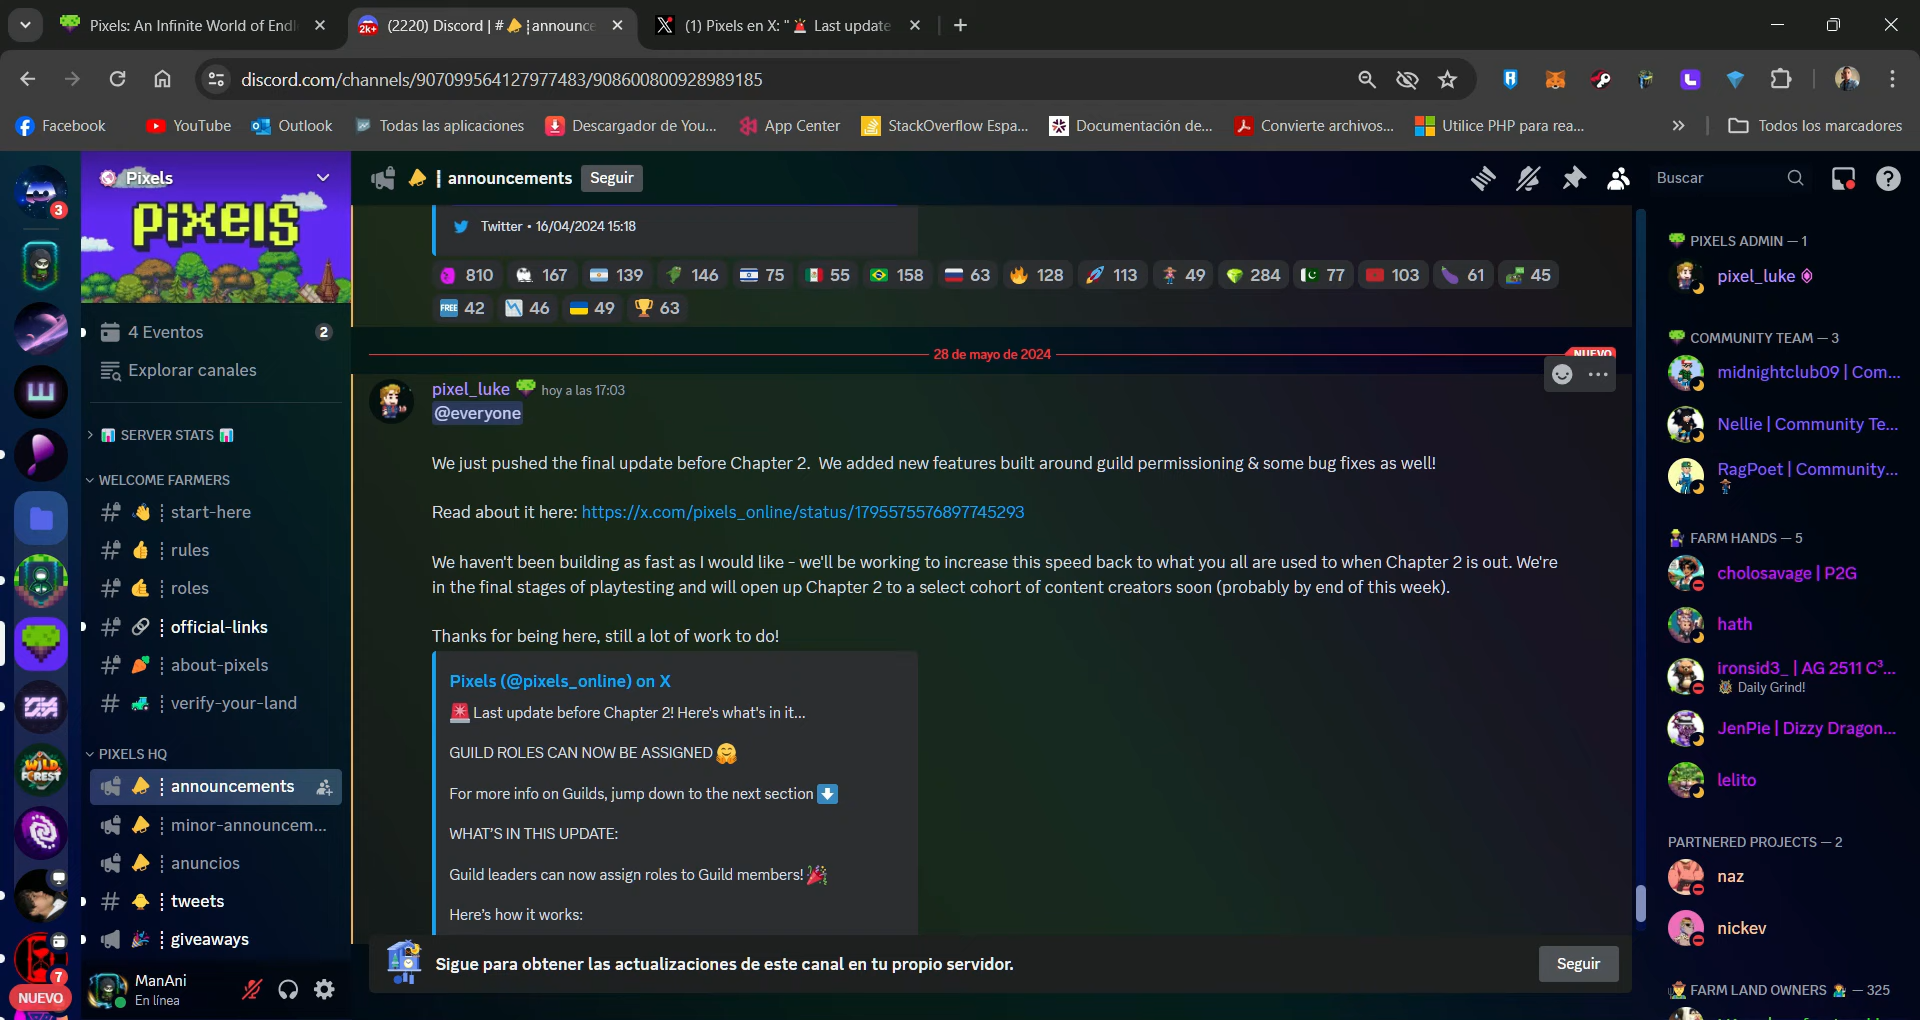 Pixels: An Infinite World of Endl
(2220) Discord | # announce
(1) Pixels en X: " Last update
discord.com/channels/907099564127977483/908600800928989185
Facebook
YouTube
Outlook
Todas las aplicaciones
Descargador de You...
App Center
StackOverflow Espa...
Documentación de...
Convierte archivos...
Utilice PHP para rea...
Todos los marcadores
Pixels
pixels
4 Eventos
2
Explorar canales
SERVER STATS
WELCOME FARMERS
start-here
rules
roles
official-links
about-pixels
verify-your-land
PIXELS HQ
announcements
minor-announcem...
anuncios
tweets
giveaways
ManAni
En línea
2K+
3
WILD FOREST
7
NUEVO
announcements
Seguir
Buscar
Twitter • 16/04/2024 15:18
810 167 139 146 75 55 158 63 128 113 49 284 77 103 61 45
FREE 42 46 49 63
28 de mayo de 2024
NUEVO
pixel_luke hoy a las 17:03
@everyone
We just pushed the final update before Chapter 2. We added new features built around guild permissioning & some bug fixes as well!
Read about it here: https://x.com/pixels_online/status/1795575576897745293
We haven't been building as fast as I would like - we'll be working to increase this speed back to what you all are used to when Chapter 2 is out. We're
in the final stages of playtesting and will open up Chapter 2 to a select cohort of content creators soon (probably by end of this week).
Thanks for being here, still a lot of work to do!
Pixels (@pixels_online) on X
Last update before Chapter 2! Here's what's in it...
GUILD ROLES CAN NOW BE ASSIGNED
For more info on Guilds, jump down to the next section
WHAT'S IN THIS UPDATE:
Guild leaders can now assign roles to Guild members!
Here's how it works:
Sigue para obtener las actualizaciones de este canal en tu propio servidor.
Seguir
PIXELS ADMIN — 1
pixel_luke
COMMUNITY TEAM — 3
midnightclub09 | Com...
Nellie | Community Te...
RagPoet | Community...
FARM HANDS — 5
cholosavage | P2G
hath
ironsid3_ | AG 2511 C³...
Daily Grind!
JenPie | Dizzy Dragon...
lelito
PARTNERED PROJECTS — 2
naz
nickev
FARM LAND OWNERS — 325